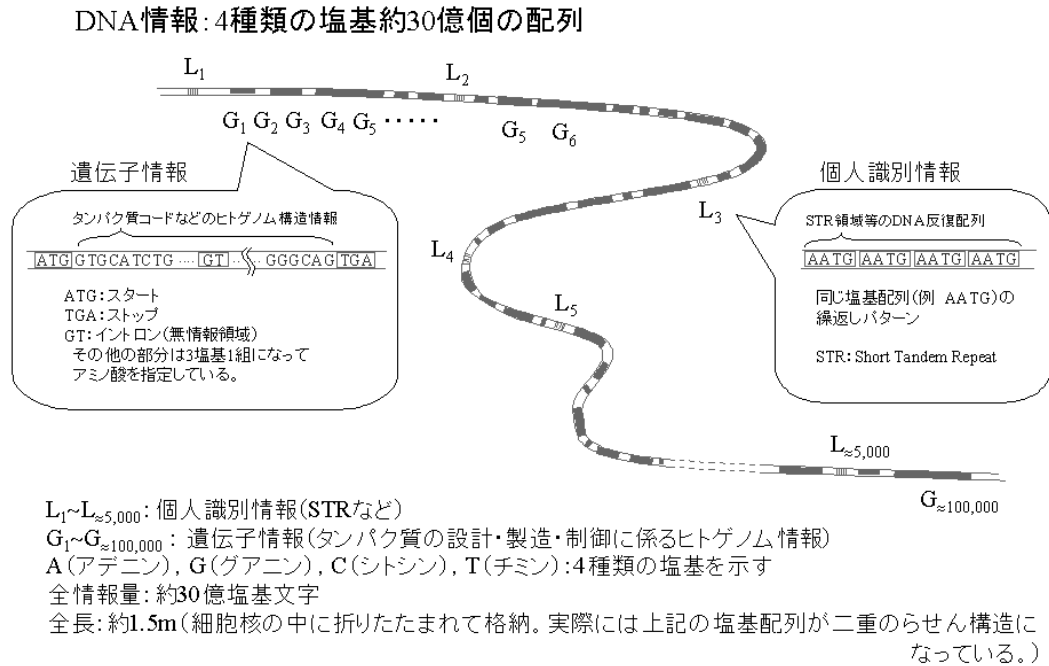 DNA情報：4種類の塩基約30億個の配列
L1
L2
G1 G2 G3 G4 G5 ・・・・・
G5 G6
遺伝子情報
タンパク質コードなどのヒトゲノム構造情報
ATG GTGCATCTG ···· GT ···· GGGCAG TGA
ATG：スタート
TGA：ストップ
GT：イントロン(無情報領域)
その他の部分は3塩基1組になって
アミノ酸を指定している。
個人識別情報
STR領域等のDNA反復配列
AATG AATG AATG AATG
同じ塩基配列(例 AATG)の
繰返しパターン
STR：Short Tandem Repeat
L3
L4
L5
L≈5,000
G≈100,000
L1~L≈5,000：個人識別情報(STRなど)
G1~G≈100,000：遺伝子情報(タンパク質の設計・製造・制御に係るヒトゲノム情報)
A(アデニン)，G(グアニン)，C(シトシン)，T(チミン)：4種類の塩基を示す
全情報量：約30億塩基文字
全長：約1.5m(細胞核の中に折りたたまれて格納。実際には上記の塩基配列が二重のらせん構造に
なっている。)